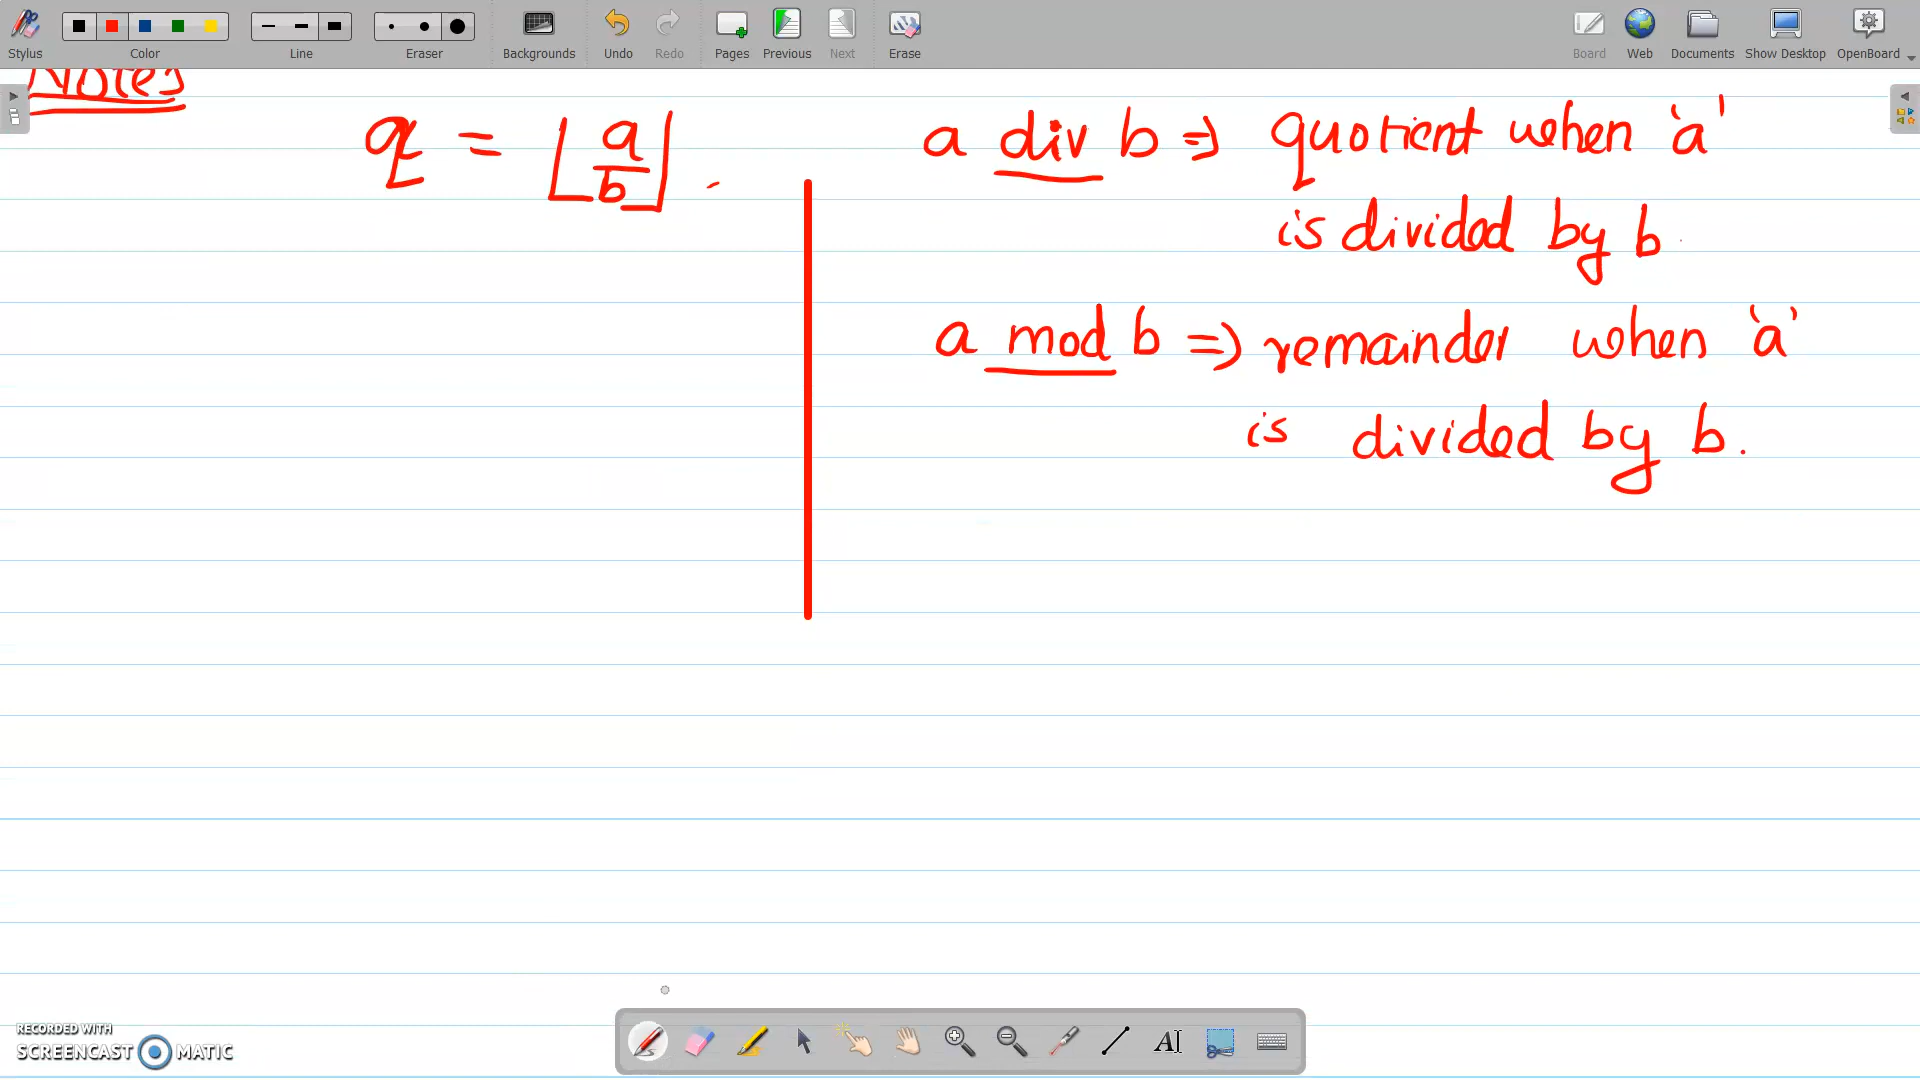 Stylus
Color
Line
Eraser
Backgrounds
Undo
Redo
Pages
Previous
Next
Erase
Board
Web
Documents
Show Desktop
OpenBoard
Notes
q = ⌊a/b⌋.
a div b => quotient when 'a'
is divided by b
a mod b => remainder when 'a'
is divided by b.
RECORDED WITH
SCREENCAST MATIC